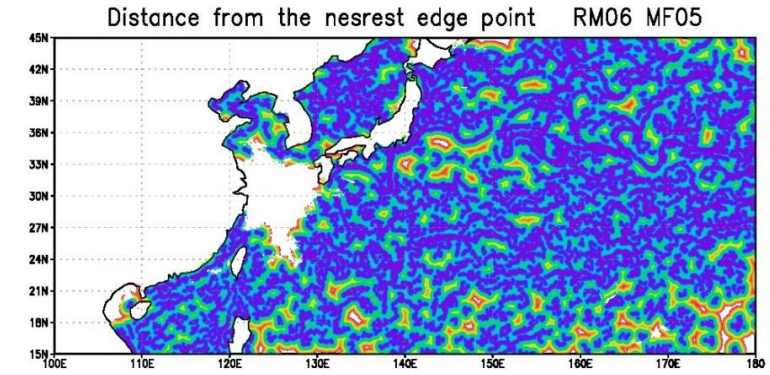 Distance from the nesrest edge point RM06 MF05
45N
42N
39N
36N
33N
30N
27N
24N
21N
18N
15N
100E 110E 120E 130E 140E 150E 160E 170E 180